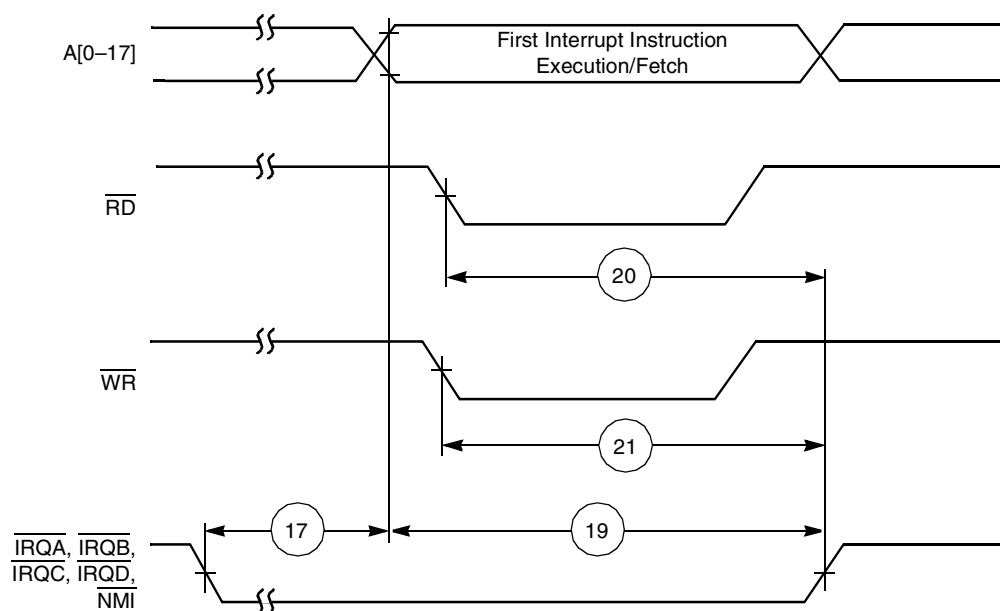 A[0–17]
First Interrupt Instruction
Execution/Fetch
RD
20
WR
21
17
19
IRQA, IRQB,
IRQC, IRQD,
NMI